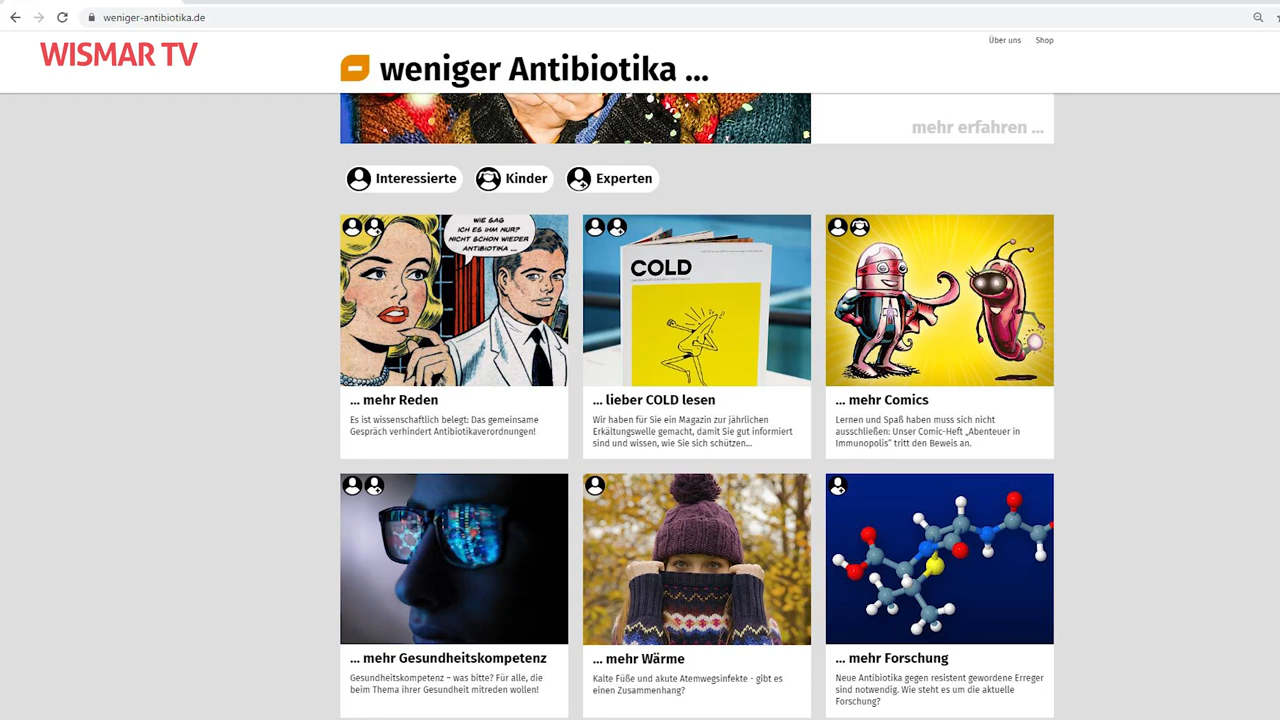 weniger-antibiotika.de
WISMAR TV
Über uns
Shop
weniger Antibiotika ...
mehr erfahren ...
Interessierte
Kinder
Experten
WIE SAG
ICH ES IHM NUR?
NICHT SCHON WIEDER
ANTIBIOTIKA ...
COLD
... mehr Reden
Es ist wissenschaftlich belegt: Das gemeinsame
Gespräch verhindert Antibiotikaverordnungen!
... lieber COLD lesen
Wir haben für Sie ein Magazin zur jährlichen
Erkältungswelle gemacht, damit Sie gut informiert
sind und wissen, wie Sie sich schützen...
... mehr Comics
Lernen und Spaß haben muss sich nicht
ausschließen: Unser Comic-Heft „Abenteuer in
Immunopolis“ tritt den Beweis an.
... mehr Gesundheitskompetenz
Gesundheitskompetenz – was bitte? Für alle, die
beim Thema ihrer Gesundheit mitreden wollen!
... mehr Wärme
Kalte Füße und akute Atemwegsinfekte - gibt es
einen Zusammenhang?
... mehr Forschung
Neue Antibiotika gegen resistent gewordene Erreger
sind notwendig. Wie steht es um die aktuelle
Forschung?